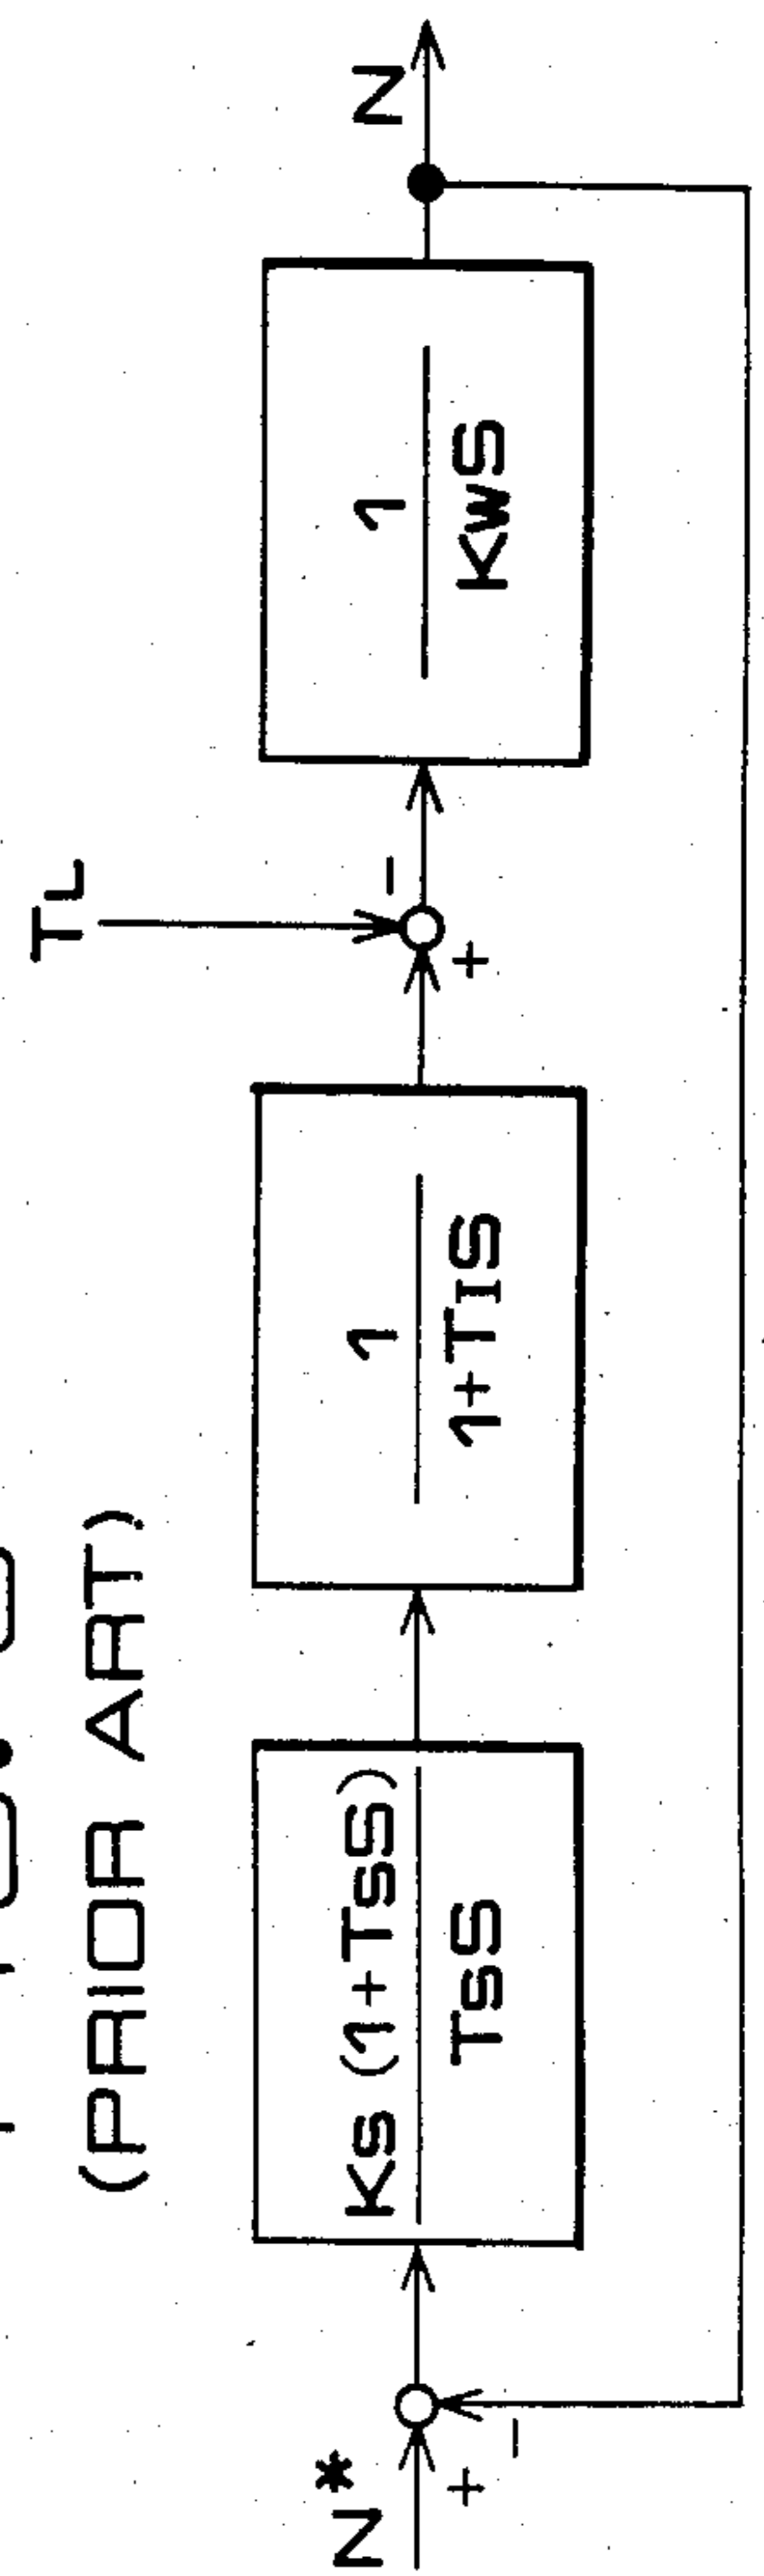 (PRIOR ART)
TL
N*
+
−
Ks (1+TsS)
TsS
1
1+TIS
+
−
1
KWS
N